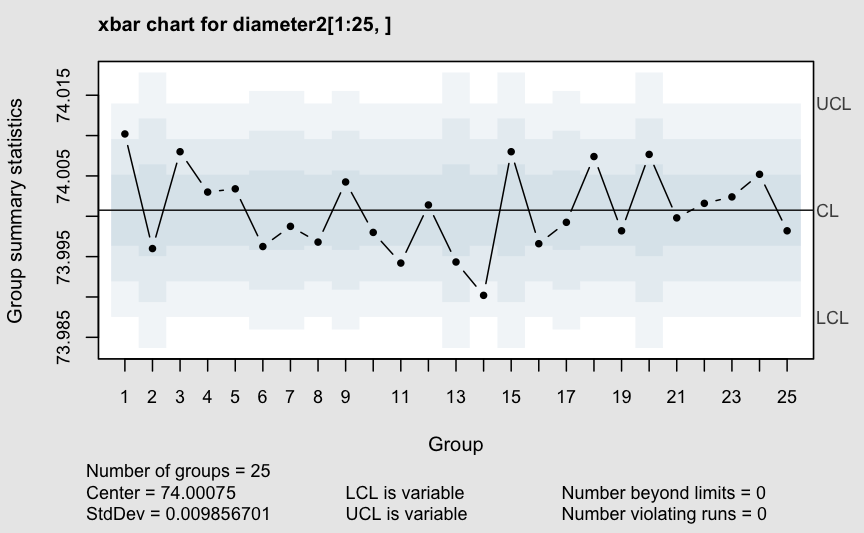 xbar chart for diameter2[1:25, ]
Group summary statistics
74.015
74.005
73.995
73.985
UCL
CL
LCL
1 2 3 4 5 6 7 8 9 11 13 15 17 19 21 23 25
Group
Number of groups = 25
Center = 74.00075 LCL is variable Number beyond limits = 0
StdDev = 0.009856701 UCL is variable Number violating runs = 0